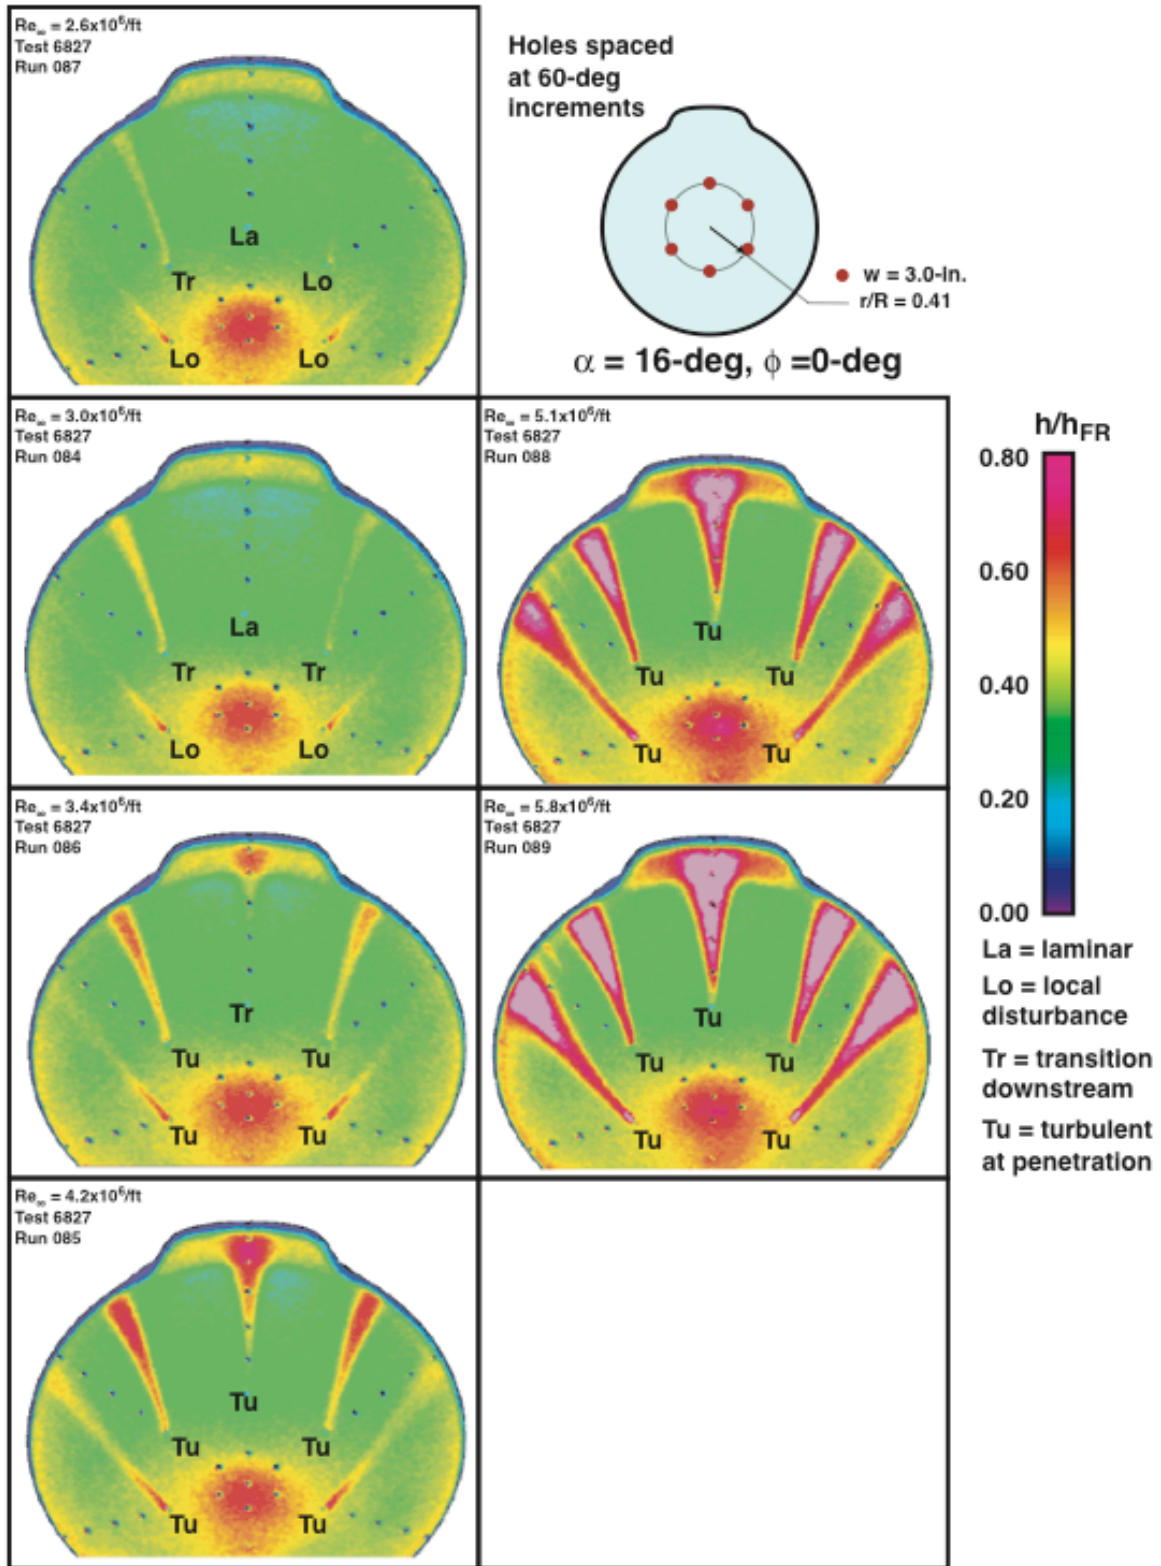 Re∞ = 2.6x10⁶/ft
Test 6827
Run 087
La
Tr
Lo
Lo
Lo
Holes spaced
at 60-deg
increments
w = 3.0-in.
r/R = 0.41
α = 16-deg, ϕ =0-deg
Re∞ = 3.0x10⁶/ft
Test 6827
Run 084
La
Tr
Tr
Lo
Lo
Re∞ = 5.1x10⁶/ft
Test 6827
Run 088
Tu
Tu
Tu
Tu
Tu
Re∞ = 3.4x10⁶/ft
Test 6827
Run 086
Tr
Tu
Tu
Tu
Tu
Re∞ = 5.8x10⁶/ft
Test 6827
Run 089
Tu
Tu
Tu
Tu
Tu
Re∞ = 4.2x10⁶/ft
Test 6827
Run 085
Tu
Tu
Tu
Tu
Tu
h/hFR
0.80
0.60
0.40
0.20
0.00
La = laminar
Lo = local
disturbance
Tr = transition
downstream
Tu = turbulent
at penetration